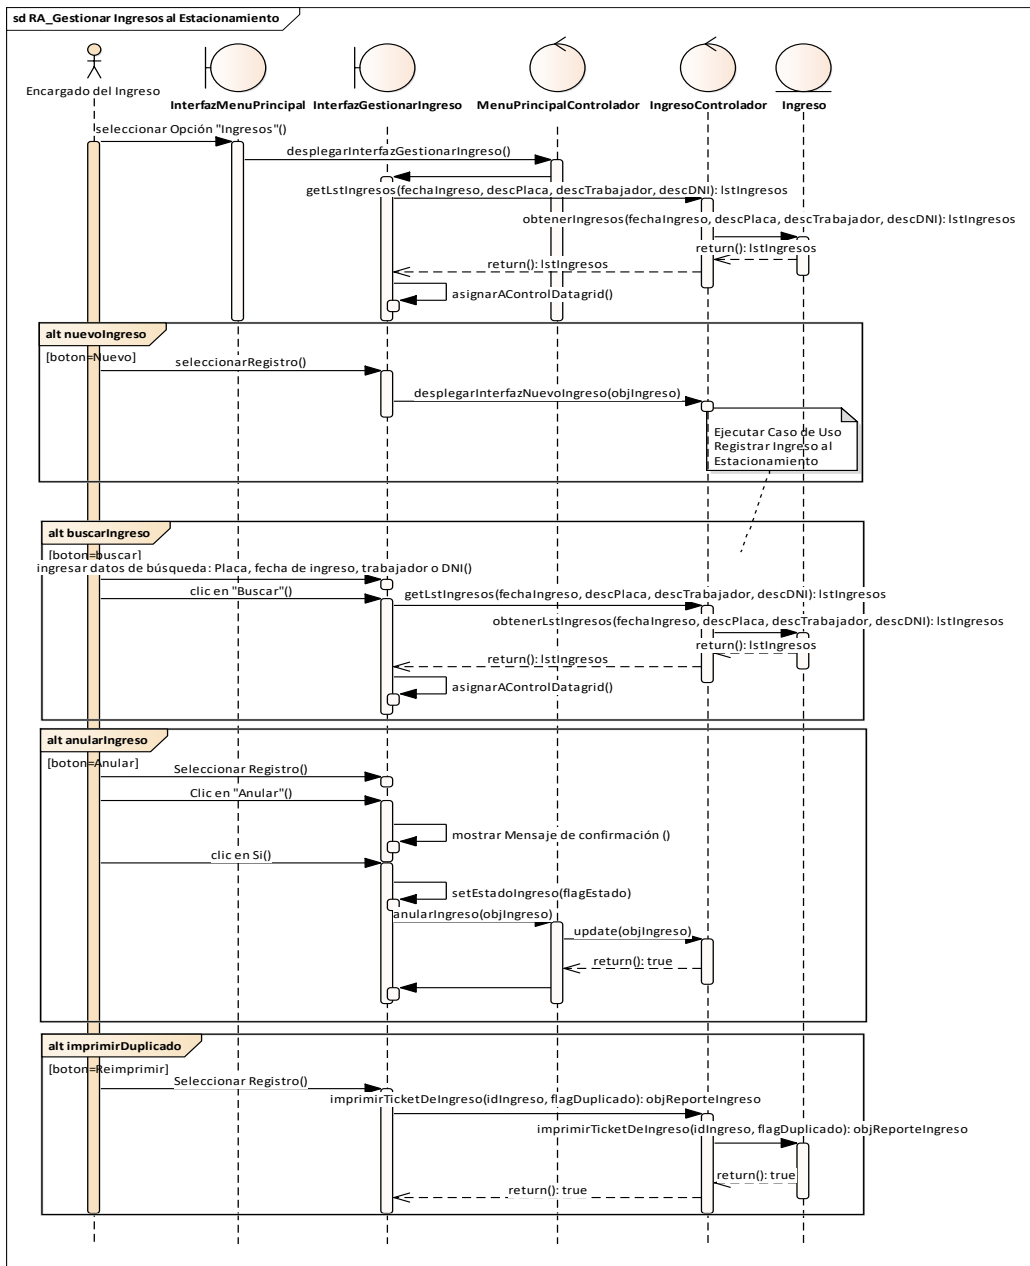 sd RA_Gestionar Ingresos al Estacionamiento
Encargado del Ingreso
InterfazMenuPrincipal
InterfazGestionarIngreso
MenuPrincipalControlador
IngresoControlador
Ingreso
seleccionar Opción "Ingresos"()
desplegarInterfazGestionarIngreso()
getLstIngresos(fechaIngreso, descPlaca, descTrabajador, descDNI): lstIngresos
obtenerIngresos(fechaIngreso, descPlaca, descTrabajador, descDNI): lstIngresos
return(): lstIngresos
return(): lstIngresos
asignarAControlDatagrid()
alt nuevoIngreso
[boton=Nuevo]
seleccionarRegistro()
desplegarInterfazNuevoIngreso(objIngreso)
Ejecutar Caso de Uso
Registrar Ingreso al
Estacionamiento
alt buscarIngreso
[boton=buscar]
ingresar datos de búsqueda: Placa, fecha de ingreso, trabajador o DNI()
clic en "Buscar"()
getLstIngresos(fechaIngreso, descPlaca, descTrabajador, descDNI): lstIngresos
obtenerLstIngresos(fechaIngreso, descPlaca, descTrabajador, descDNI): lstIngresos
return(): lstIngresos
return(): lstIngresos
asignarAControlDatagrid()
alt anularIngreso
[boton=Anular]
Seleccionar Registro()
Clic en "Anular"()
mostrar Mensaje de confirmación ()
clic en Si()
setEstadoIngreso(flagEstado)
anularIngreso(objIngreso)
update(objIngreso)
return(): true
alt imprimirDuplicado
[boton=Reimprimir]
Seleccionar Registro()
imprimirTicketDeIngreso(idIngreso, flagDuplicado): objReporteIngreso
imprimirTicketDeIngreso(idIngreso, flagDuplicado): objReporteIngreso
return(): true
return(): true